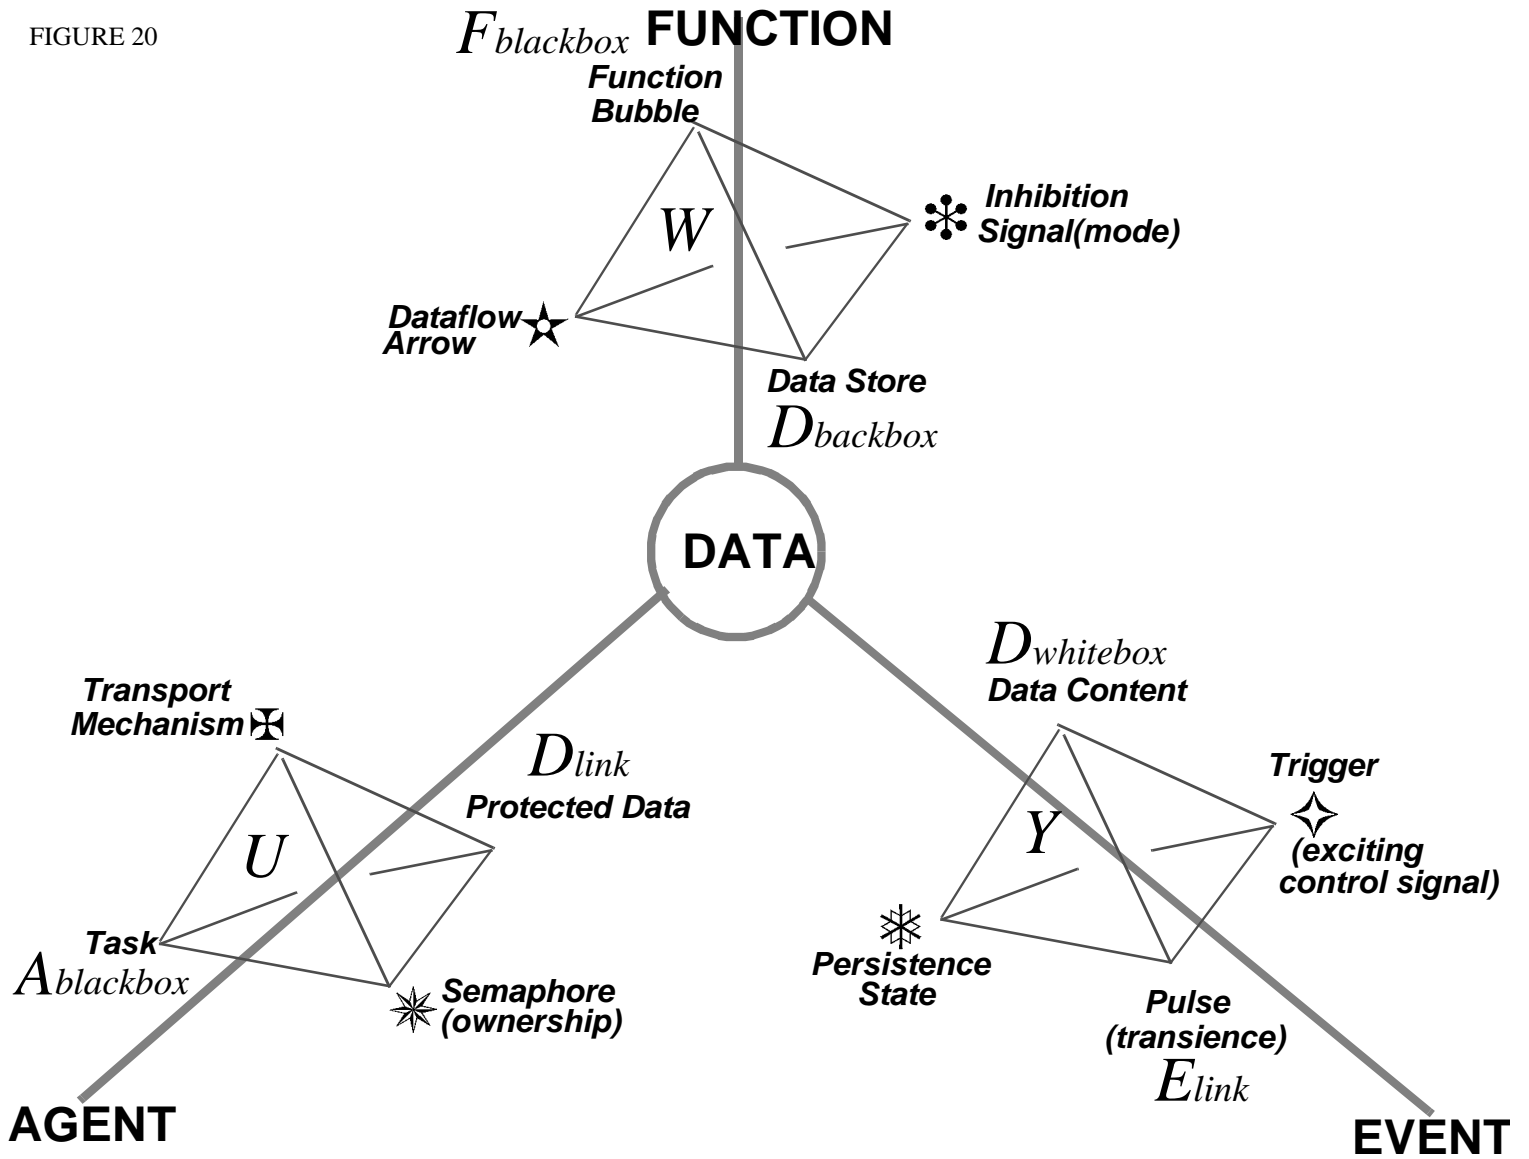 FIGURE 20
Fblackbox FUNCTION
Function
Bubble
Inhibition
Signal(mode)
W
Dataflow
Arrow
Data Store
Dbackbox
DATA
Dwhitebox
Data Content
Transport
Mechanism
Dlink
Protected Data
Trigger
(exciting
control signal)
U
Y
Task
Ablackbox
Semaphore
(ownership)
Persistence
State
Pulse
(transience)
Elink
AGENT
EVENT